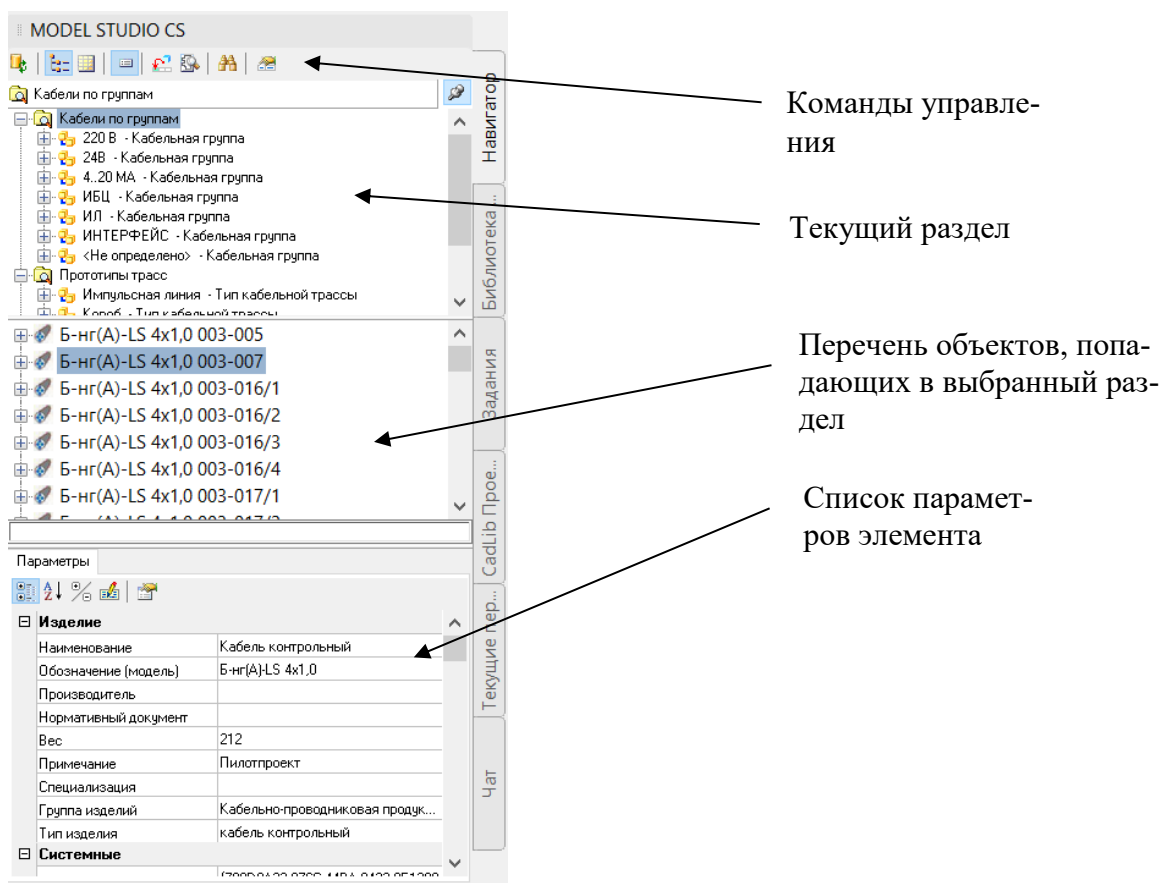 MODEL STUDIO CS
Кабели по группам
Кабели по группам
220 В - Кабельная группа
24В - Кабельная группа
4..20 МА - Кабельная группа
ИБЦ - Кабельная группа
ИЛ - Кабельная группа
ИНТЕРФЕЙС - Кабельная группа
<Не определено> - Кабельная группа
Прототипы трасс
Импульсная линия - Тип кабельной трассы
Короб - Тип кабельной трассы
Б-нг(А)-LS 4x1,0 003-005
Б-нг(А)-LS 4x1,0 003-007
Б-нг(А)-LS 4x1,0 003-016/1
Б-нг(А)-LS 4x1,0 003-016/2
Б-нг(А)-LS 4x1,0 003-016/3
Б-нг(А)-LS 4x1,0 003-016/4
Б-нг(А)-LS 4x1,0 003-017/1
Параметры
Изделие
Наименование Кабель контрольный
Обозначение (модель) Б-нг(А)-LS 4x1,0
Производитель
Нормативный документ
Вес 212
Примечание Пилотпроект
Специализация
Группа изделий Кабельно-проводниковая продук...
Тип изделия кабель контрольный
Системные
Навигатор
Библиотека ...
Задания
CadLib Прое...
Текущие пер...
Чат
Команды управле-
ния
Текущий раздел
Перечень объектов, попа-
дающих в выбранный раз-
дел
Список парамет-
ров элемента